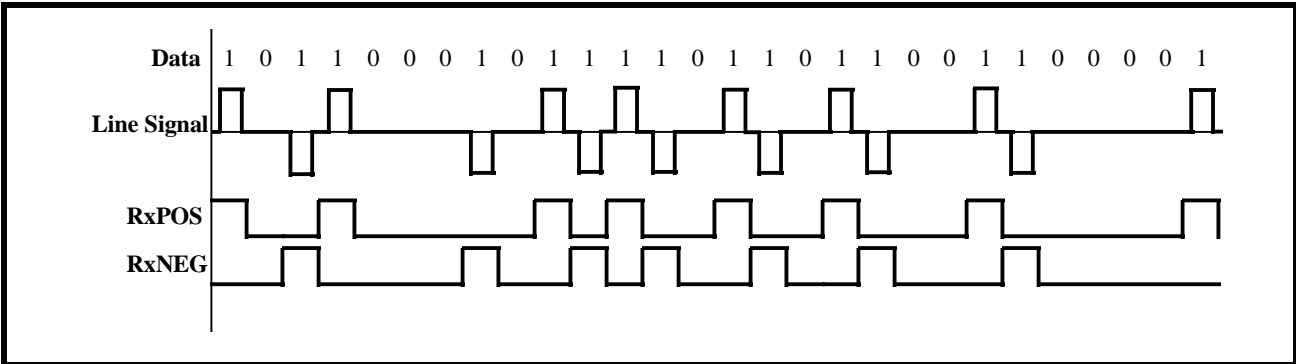 Data 1 0 1 1 0 0 0 1 0 1 1 1 1 0 1 1 0 1 1 0 0 1 1 0 0 0 0 1
Line Signal
RxPOS
RxNEG